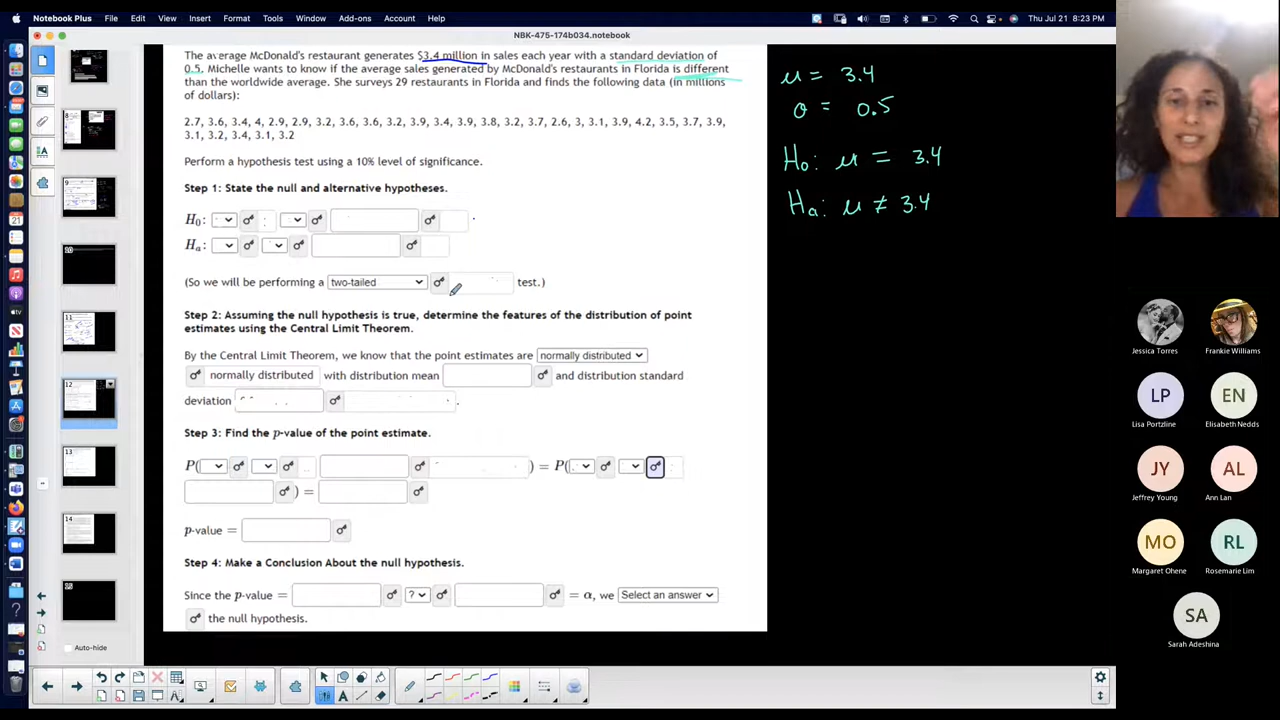 Notebook Plus File Edit View Insert Format Tools Window Add-ons Account Help
Thu Jul 21 8:23 PM
NBK-475-174b034.notebook
The average McDonald's restaurant generates $3.4 million in sales each year with a standard deviation of
0.5. Michelle wants to know if the average sales generated by McDonald's restaurants in Florida is different
than the worldwide average. She surveys 29 restaurants in Florida and finds the following data (in millions
of dollars):
2.7, 3.6, 3.4, 4, 2.9, 2.9, 3.2, 3.6, 3.6, 3.2, 3.9, 3.4, 3.9, 3.8, 3.2, 3.7, 2.6, 3, 3.1, 3.9, 4.2, 3.5, 3.7, 3.9,
3.1, 3.2, 3.4, 3.1, 3.2
Perform a hypothesis test using a 10% level of significance.
Step 1: State the null and alternative hypotheses.
H0:
Ha:
(So we will be performing a two-tailed test.)
Step 2: Assuming the null hypothesis is true, determine the features of the distribution of point
estimates using the Central Limit Theorem.
By the Central Limit Theorem, we know that the point estimates are normally distributed
normally distributed with distribution mean and distribution standard
deviation .
Step 3: Find the p-value of the point estimate.
P( ) = P(
) =
p-value =
Step 4: Make a Conclusion About the null hypothesis.
Since the p-value = ? = α, we Select an answer
the null hypothesis.
μ = 3.4
σ = 0.5
H0: μ = 3.4
Ha: μ ≠ 3.4
8
9
10
11
12
13
14
Auto-hide
Jessica Torres
Frankie Williams
LP
EN
Lisa Portzline
Elisabeth Nedds
JY
AL
Jeffrey Young
Ann Lan
MO
RL
Margaret Ohene
Rosemarie Lim
SA
Sarah Adeshina